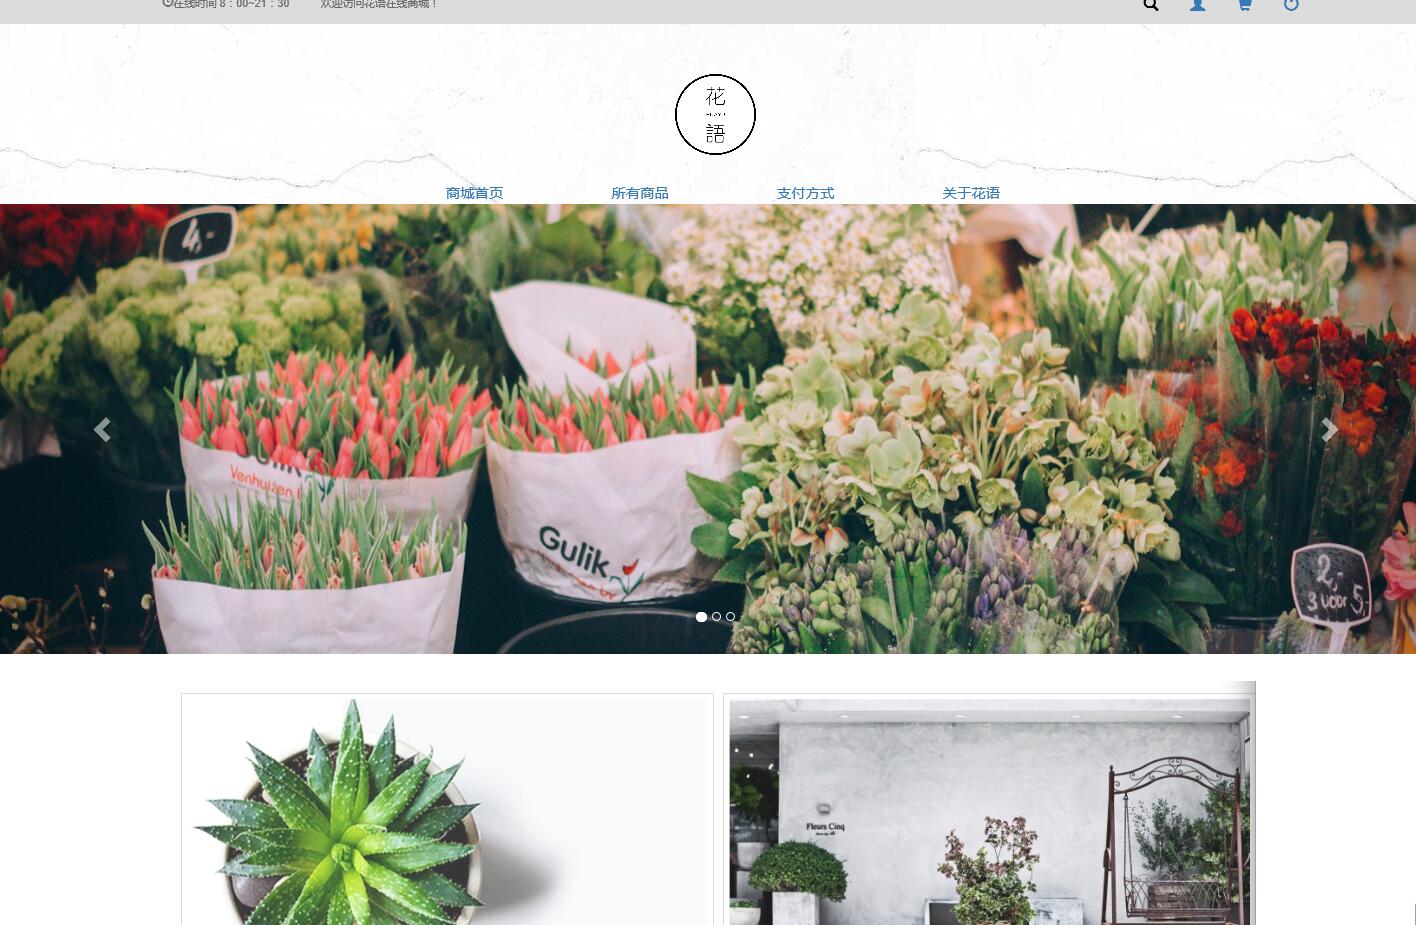 在线时间 8：00~21：30 欢迎访问花语在线商城！
花
語
商城首页 所有商品 支付方式 关于花语
4,-
Venhuizen
Gulik
2,-
3 voor 5,-
Fleurs Cinq